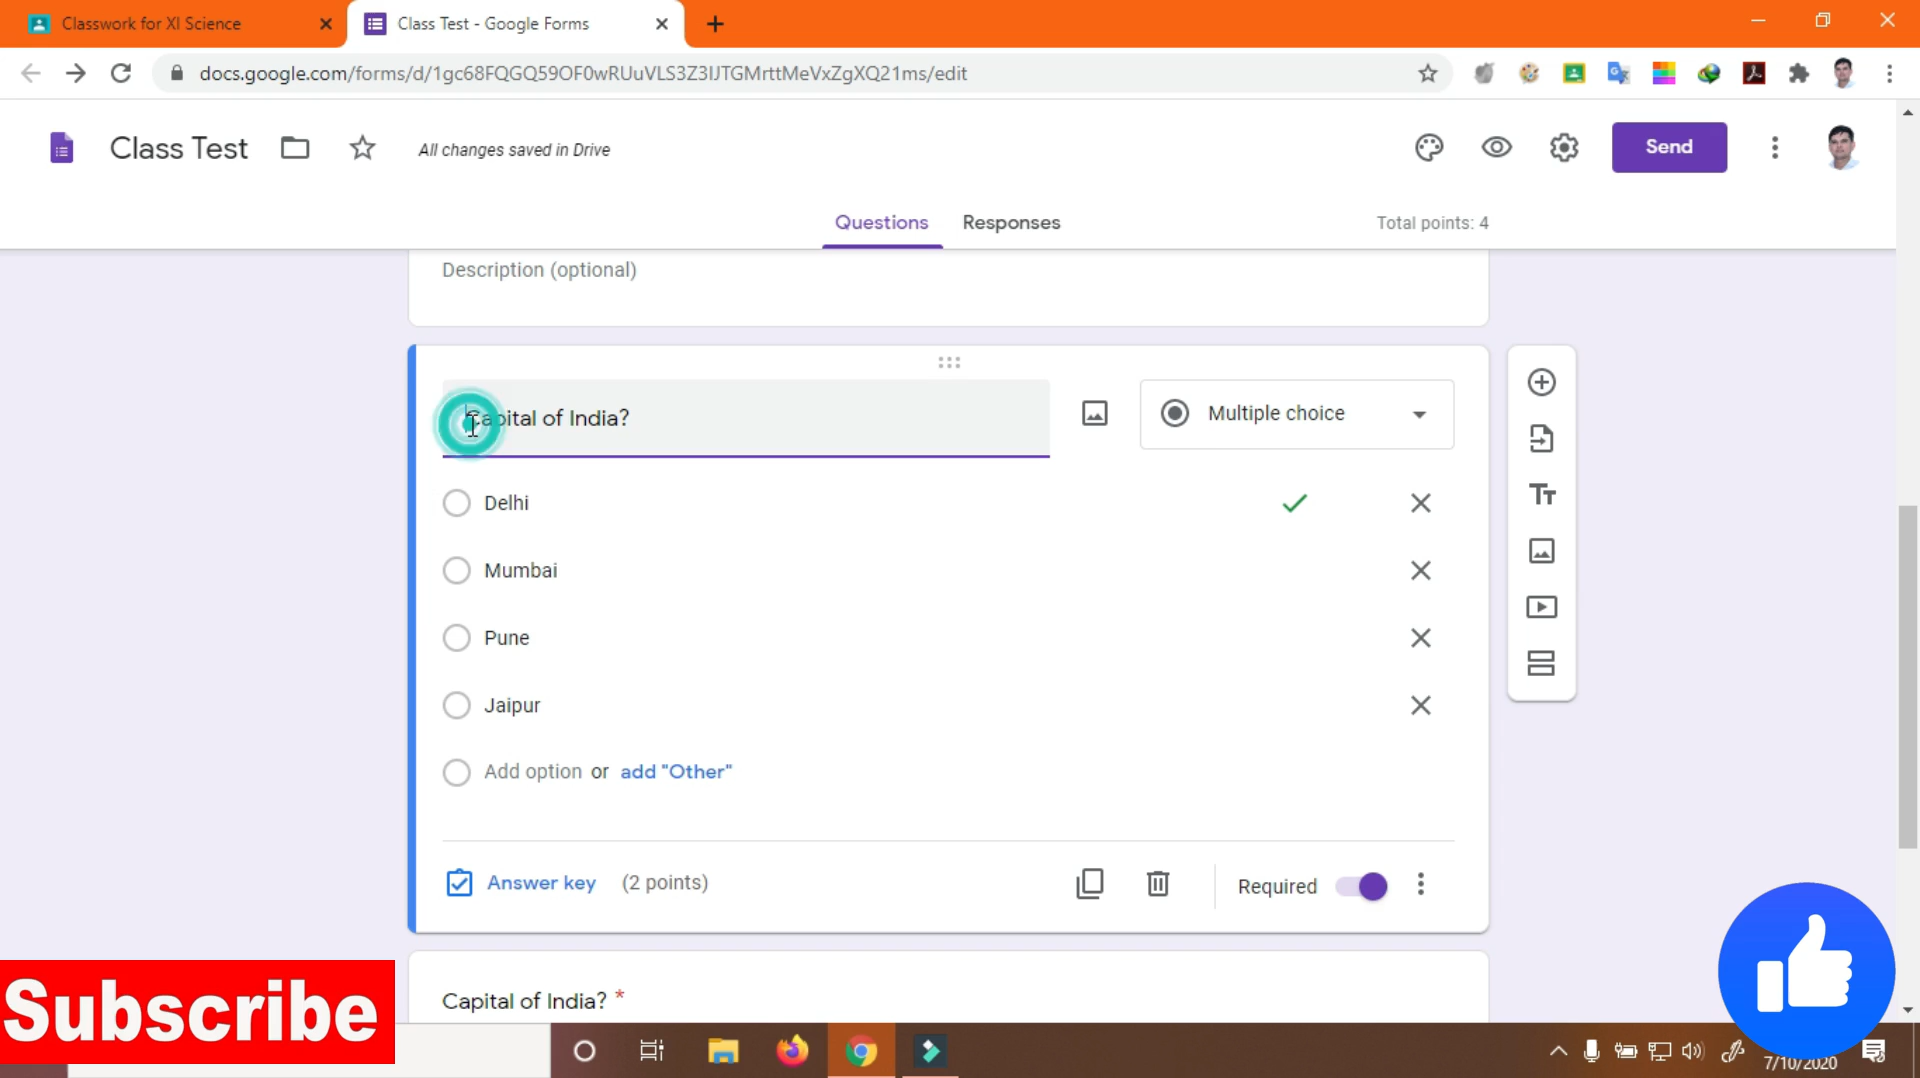 Classwork for XI Science
Class Test - Google Forms
docs.google.com/forms/d/1gc68FQGQ59OF0wRUuVLS3Z3IJTGMrttMeVxZgXQ21ms/edit
Class Test
All changes saved in Drive
Send
Questions
Responses
Total points: 4
Description (optional)
Capital of India?
Multiple choice
Delhi
Mumbai
Pune
Jaipur
Add option or add "Other"
Answer key (2 points)
Required
Capital of India? *
Subscribe
7/10/2020